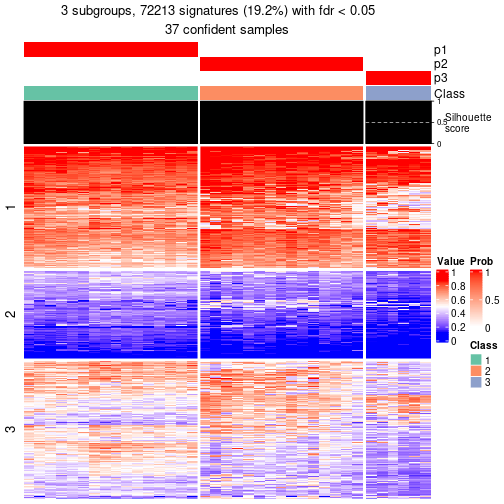 3 subgroups, 72213 signatures (19.2%) with fdr < 0.05
37 confident samples
p1
p2
p3
Class
1
0.5
0
Silhouette
score
1
2
3
Value
1
0.8
0.6
0.4
0.2
0
Prob
1
0.5
0
Class
1
2
3